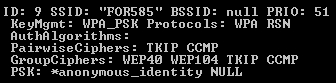 ID: 9 SSID: "FOR585" BSSID: null PRIO: 51
KeyMgmt: WPA_PSK Protocols: WPA RSN
AuthAlgorithms:
PairwiseCiphers: TKIP CCMP
GroupCiphers: WEP40 WEP104 TKIP CCMP
PSK: *anonymous_identity NULL